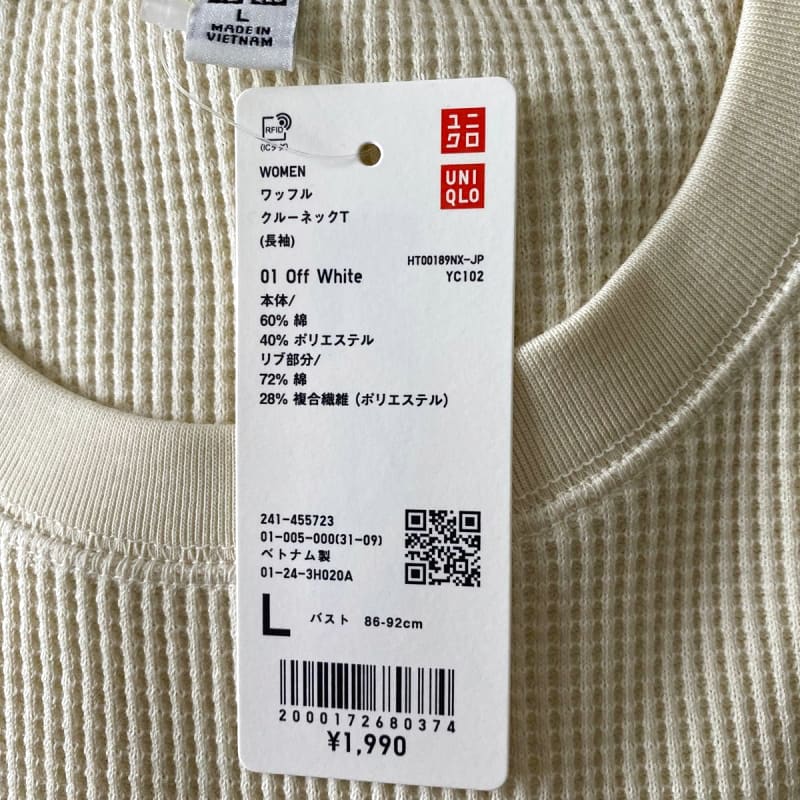 L
MADE IN
VIETNAM
RFID
WOMEN
ワッフル
クルーネックT
(長袖)
ユニ
クロ
UNI
QLO
HT00189NX-JP
01 Off White YC102
本体/
60% 綿
40% ポリエステル
リブ部分/
72% 綿
28% 複合繊維 (ポリエステル)
241-455723
01-005-000(31-09)
ベトナム製
01-24-3H020A
L バスト 86-92cm
2000172680374
¥1,990